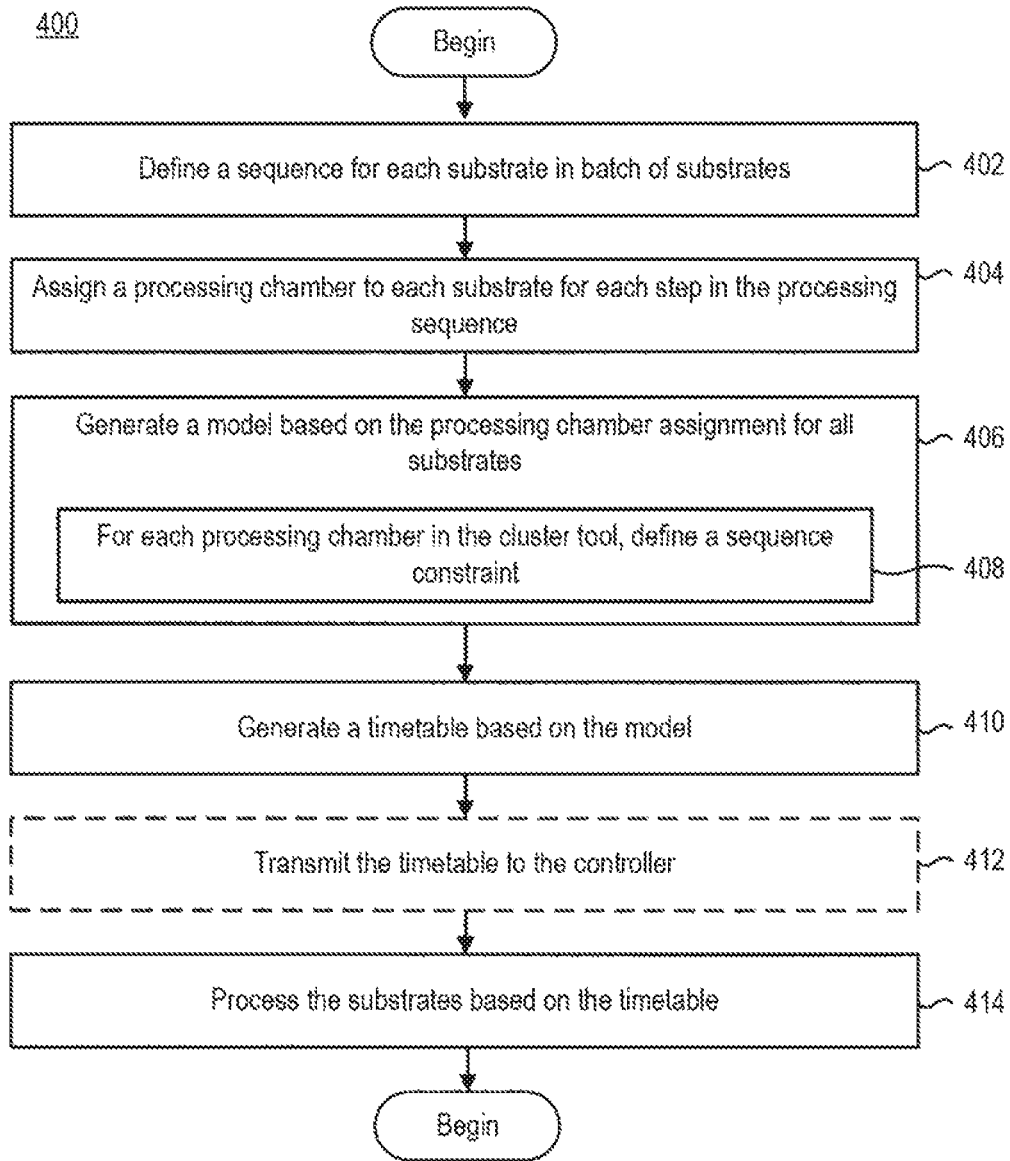 400
Begin
Define a sequence for each substrate in batch of substrates
402
Assign a processing chamber to each substrate for each step in the processing
sequence
404
Generate a model based on the processing chamber assignment for all
substrates
406
For each processing chamber in the cluster tool, define a sequence
constraint
408
Generate a timetable based on the model
410
Transmit the timetable to the controller
412
Process the substrates based on the timetable
414
Begin